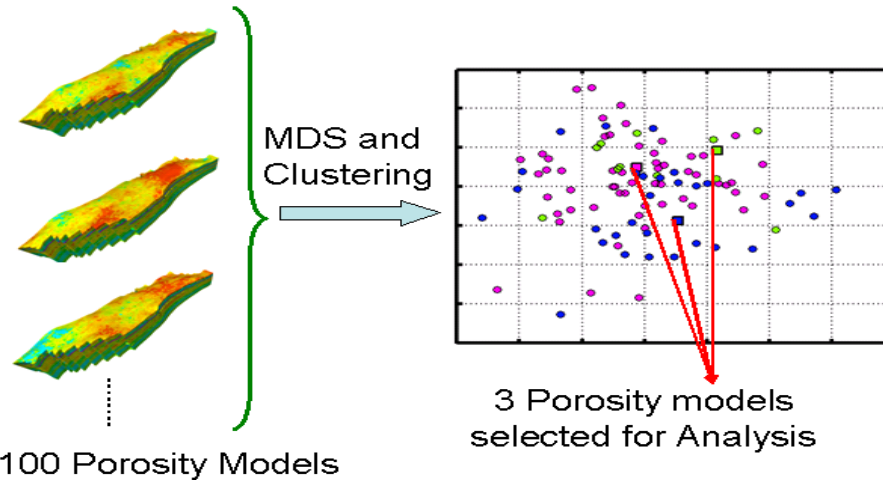 MDS and
Clustering
3 Porosity models
selected for Analysis
100 Porosity Models